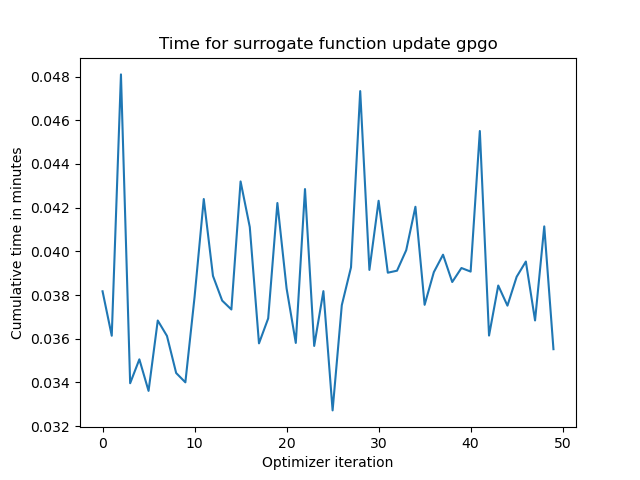 Time for surrogate function update gpgo
Cumulative time in minutes
0.048
0.046
0.044
0.042
0.040
0.038
0.036
0.034
0.032
0 10 20 30 40 50
Optimizer iteration